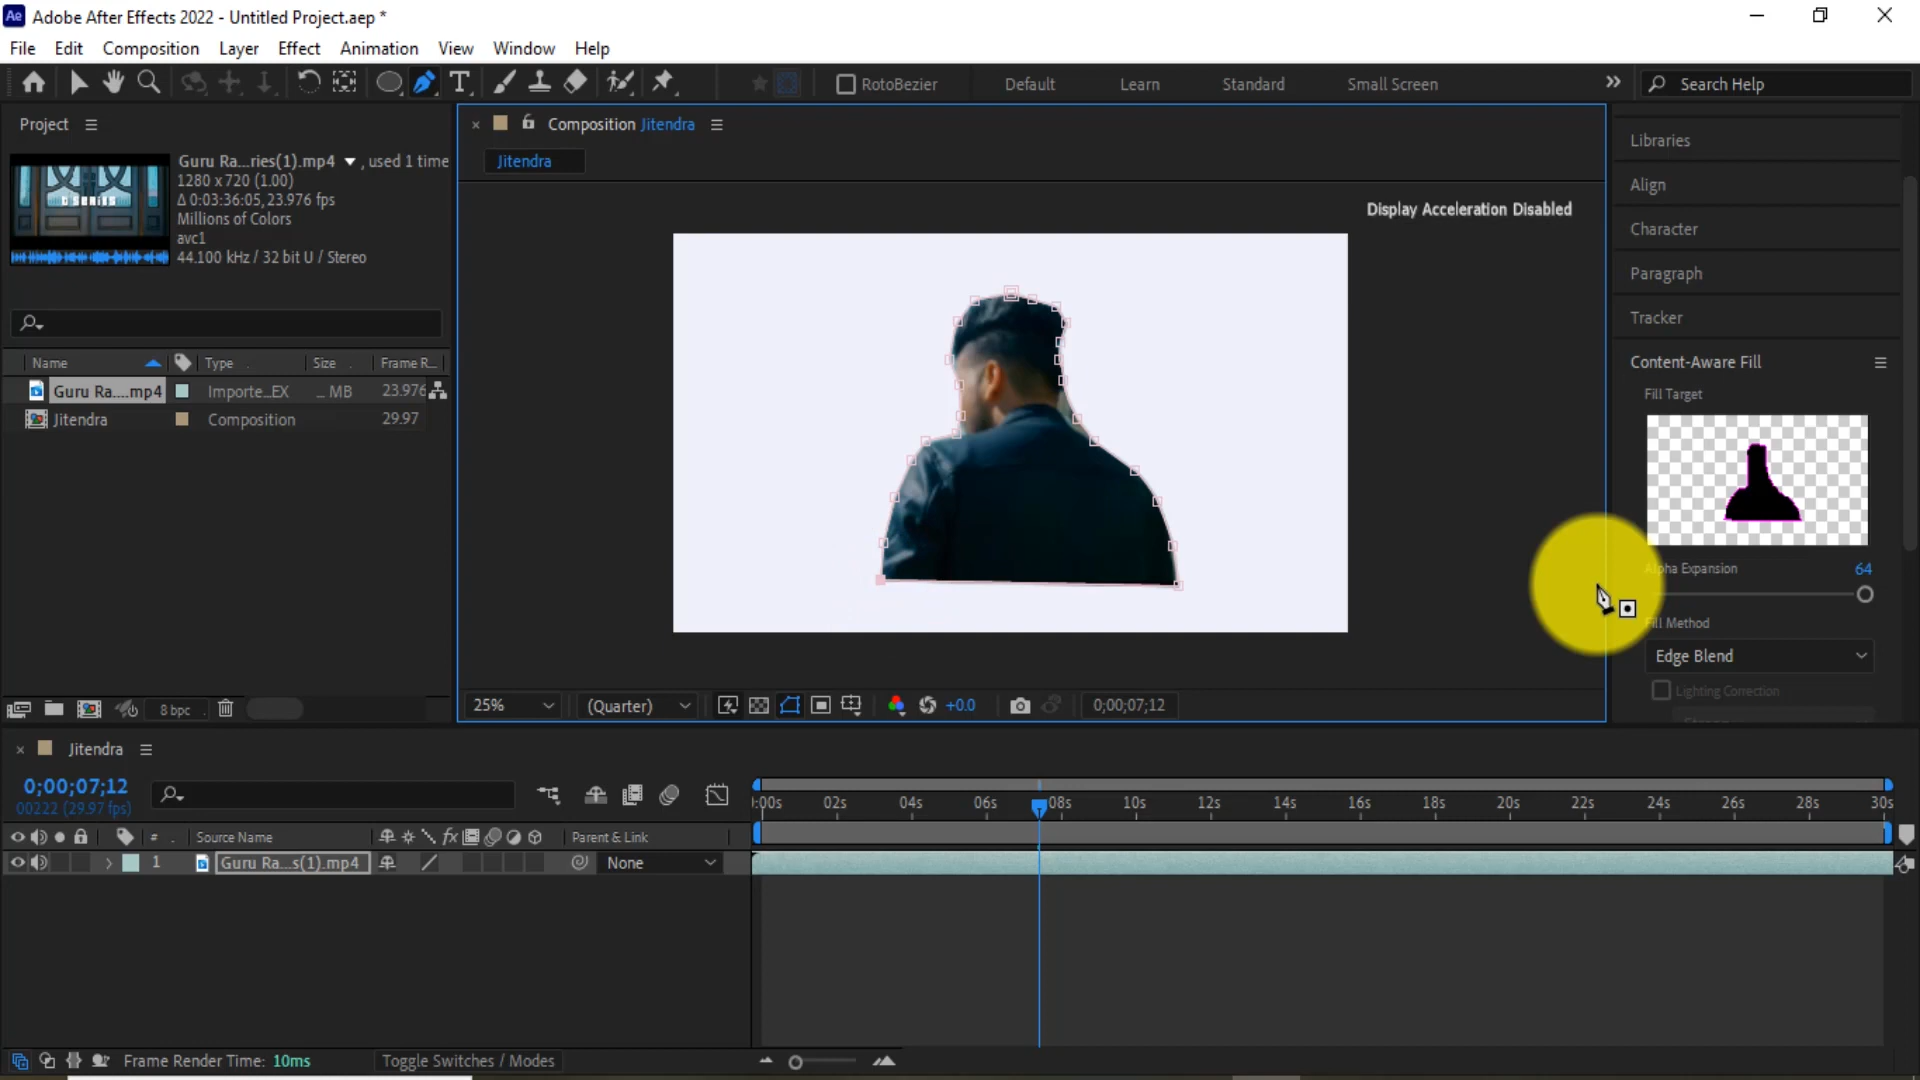 Ae Adobe After Effects 2022 - Untitled Project.aep *
File Edit Composition Layer Effect Animation View Window Help
RotoBezier Default Learn Standard Small Screen Search Help
Project
Guru Ra...ries(1).mp4 , used 1 time
1280 x 720 (1.00)
Δ 0:03:36:05, 23.976 fps
Millions of Colors
avc1
44.100 kHz / 32 bit U / Stereo
Name Type Size Frame R...
Guru Ra....mp4 Importe...EX ... MB 23.976
Jitendra Composition 29.97
8 bpc
Composition Jitendra
Jitendra
Display Acceleration Disabled
25% (Quarter) +0.0 0;00;07;12
Libraries
Align
Character
Paragraph
Tracker
Content-Aware Fill
Fill Target
Alpha Expansion 64
Fill Method
Edge Blend
Lighting Correction
Jitendra
0;00;07;12
00222 (29.97 fps)
:00s 02s 04s 06s 08s 10s 12s 14s 16s 18s 20s 22s 24s 26s 28s 30s
# Source Name fx Parent & Link
1 Guru Ra...s(1).mp4 None
Frame Render Time: 10ms Toggle Switches / Modes